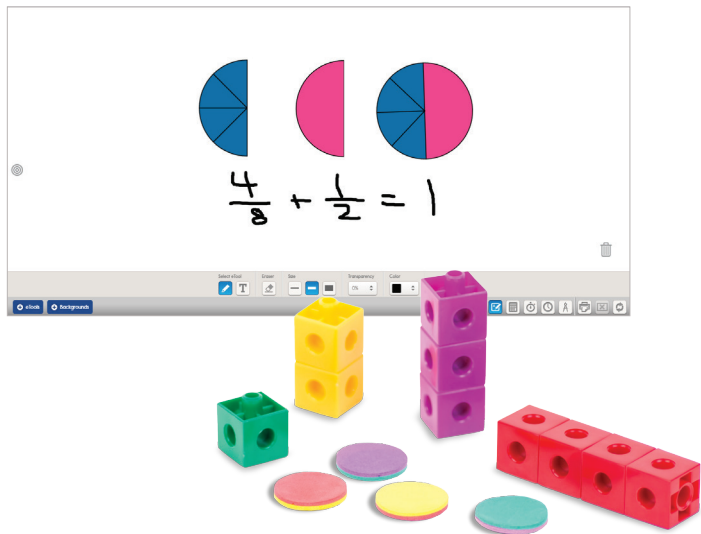 4/8 + 1/2 = 1
Select eTool Eraser Size Transparency Color
T 0%
eTools Backgrounds